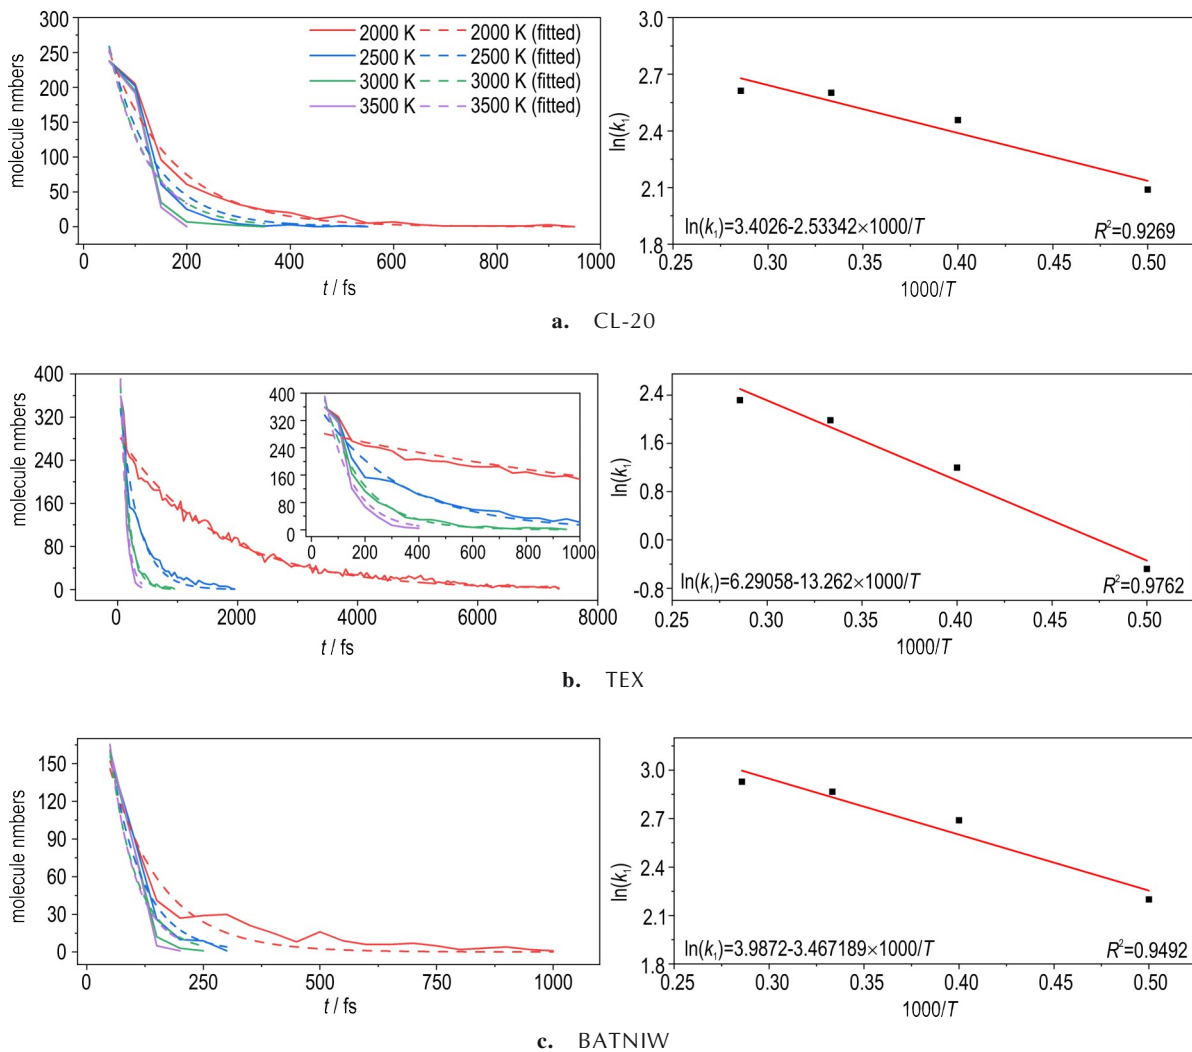 300
250
200
150
100
50
0
molecule nmbers
0
200
400
600
800
1000
t / fs
2000 K
2000 K (fitted)
2500 K
2500 K (fitted)
3000 K
3000 K (fitted)
3500 K
3500 K (fitted)
3.0
2.7
2.4
2.1
1.8
ln(k₁)
ln(k₁)=3.4026-2.53342×1000/T
R²=0.9269
0.25
0.30
0.35
0.40
0.45
0.50
1000/T
a. CL-20
400
320
240
160
80
0
molecule nmbers
0
2000
4000
6000
8000
t / fs
400
320
240
160
80
0
0
200
400
600
800
1000
2.4
1.6
0.8
0.0
-0.8
ln(k₁)
ln(k₁)=6.29058-13.262×1000/T
R²=0.9762
0.25
0.30
0.35
0.40
0.45
0.50
1000/T
b. TEX
150
120
90
60
30
0
molecule nmbers
0
250
500
750
1000
t / fs
3.0
2.7
2.4
2.1
1.8
ln(k₁)
ln(k₁)=3.9872-3.467189×1000/T
R²=0.9492
0.25
0.30
0.35
0.40
0.45
0.50
1000/T
c. BATNIW